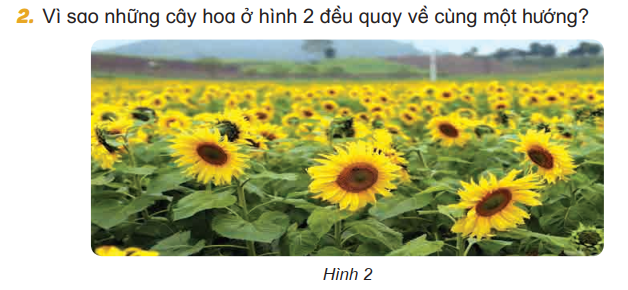 2. Vì sao những cây hoa ở hình 2 đều quay về cùng một hướng?
Hình 2